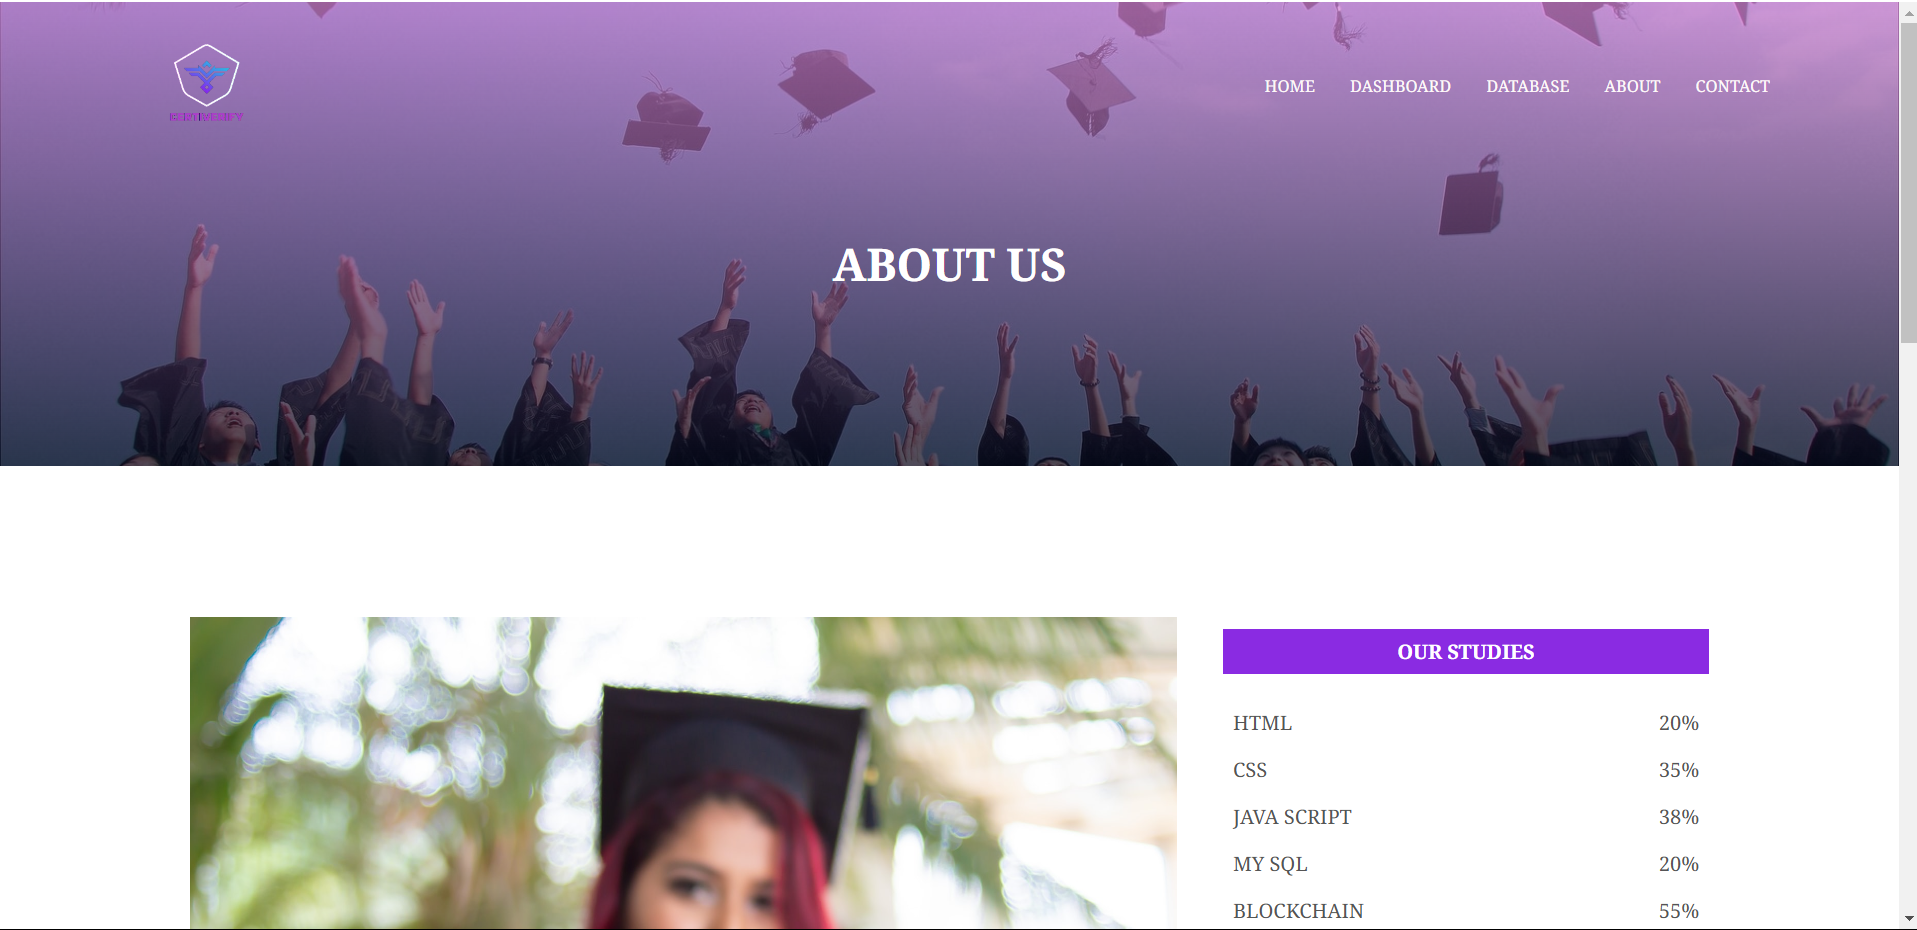 HOME DASHBOARD DATABASE ABOUT CONTACT
CERTIVERIFY
ABOUT US
OUR STUDIES
HTML 20%
CSS 35%
JAVA SCRIPT 38%
MY SQL 20%
BLOCKCHAIN 55%